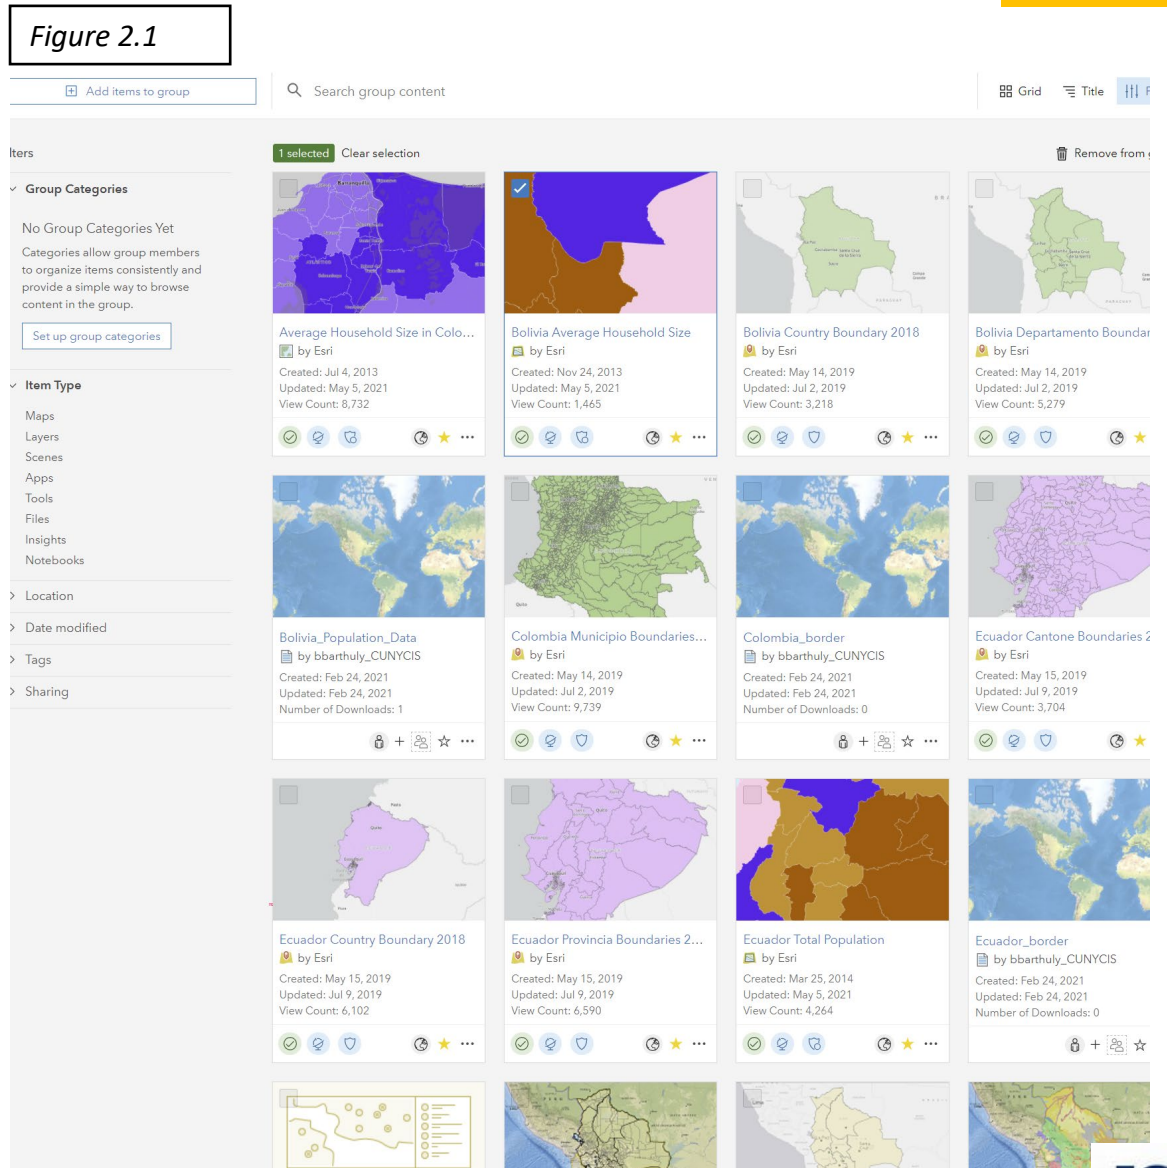 Figure 2.1
Add items to group
Search group content
Grid
Title
lters
1 selected
Clear selection
Remove from
Group Categories
No Group Categories Yet
Categories allow group members
to organize items consistently and
provide a simple way to browse
content in the group.
Set up group categories
Item Type
Maps
Layers
Scenes
Apps
Tools
Files
Insights
Notebooks
Location
Date modified
Tags
Sharing
Average Household Size in Colo...
by Esri
Created: Jul 4, 2013
Updated: May 5, 2021
View Count: 8,732
Bolivia Average Household Size
by Esri
Created: Nov 24, 2013
Updated: May 5, 2021
View Count: 1,465
Bolivia Country Boundary 2018
by Esri
Created: May 14, 2019
Updated: Jul 2, 2019
View Count: 3,218
Bolivia Departamento Boundar
by Esri
Created: May 14, 2019
Updated: Jul 2, 2019
View Count: 5,279
Bolivia_Population_Data
by bbarthuly_CUNYCIS
Created: Feb 24, 2021
Updated: Feb 24, 2021
Number of Downloads: 1
Colombia Municipio Boundaries...
by Esri
Created: May 14, 2019
Updated: Jul 2, 2019
View Count: 9,739
Colombia_border
by bbarthuly_CUNYCIS
Created: Feb 24, 2021
Updated: Feb 24, 2021
Number of Downloads: 0
Ecuador Cantone Boundaries 2
by Esri
Created: May 15, 2019
Updated: Jul 9, 2019
View Count: 3,704
Ecuador Country Boundary 2018
by Esri
Created: May 15, 2019
Updated: Jul 9, 2019
View Count: 6,102
Ecuador Provincia Boundaries 2...
by Esri
Created: May 15, 2019
Updated: Jul 9, 2019
View Count: 6,590
Ecuador Total Population
by Esri
Created: Mar 25, 2014
Updated: May 5, 2021
View Count: 4,264
Ecuador_border
by bbarthuly_CUNYCIS
Created: Feb 24, 2021
Updated: Feb 24, 2021
Number of Downloads: 0